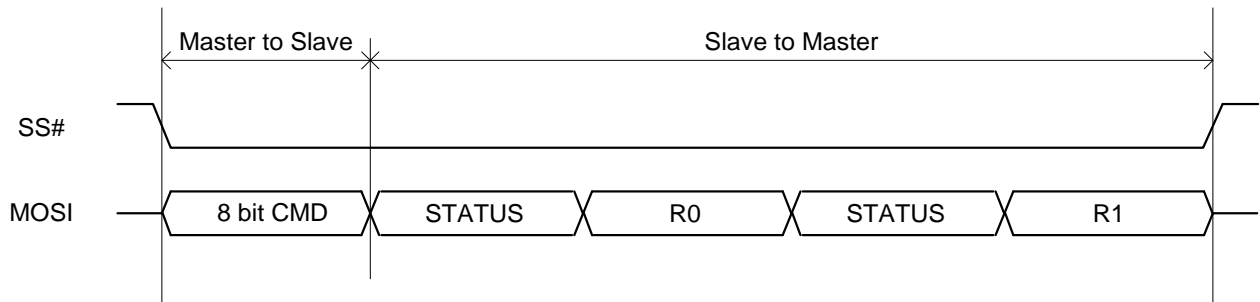 Master to Slave Slave to Master
SS#
MOSI 8 bit CMD STATUS R0 STATUS R1